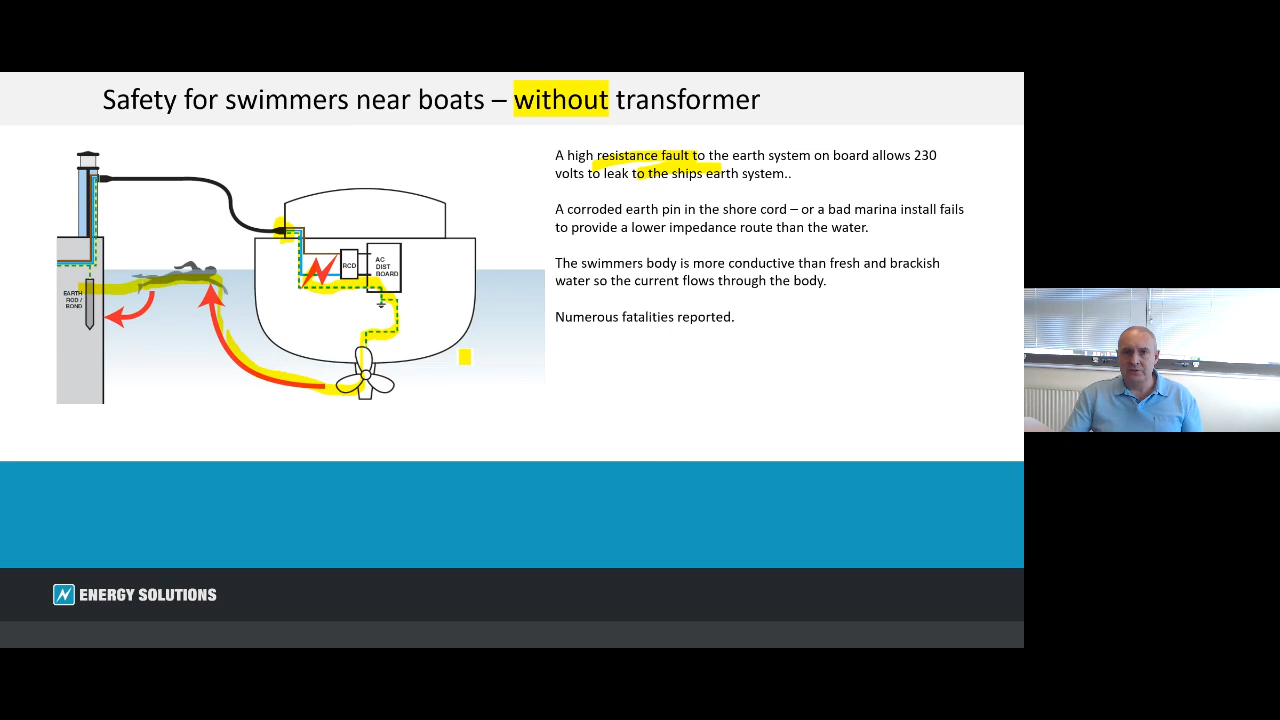 Safety for swimmers near boats – without transformer
A high resistance fault to the earth system on board allows 230
volts to leak to the ships earth system..
A corroded earth pin in the shore cord – or a bad marina install fails
to provide a lower impedance route than the water.
The swimmers body is more conductive than fresh and brackish
water so the current flows through the body.
Numerous fatalities reported.
RCD
AC
DIST
BOARD
EARTH
ROD /
BOND
ENERGY SOLUTIONS